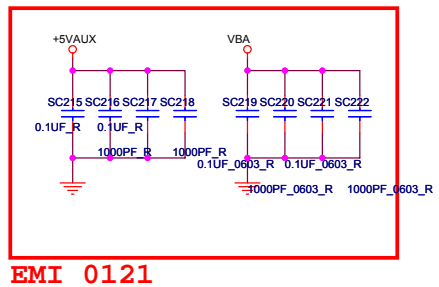 +5VAUX VBA
SC215 SC216 SC217 SC218 SC219 SC220 SC221 SC222
0.1UF_R 0.1UF_R
1000PF_R 1000PF_R
0.1UF_0603_R 0.1UF_0603_R
1000PF_0603_R 1000PF_0603_R
EMI 0121